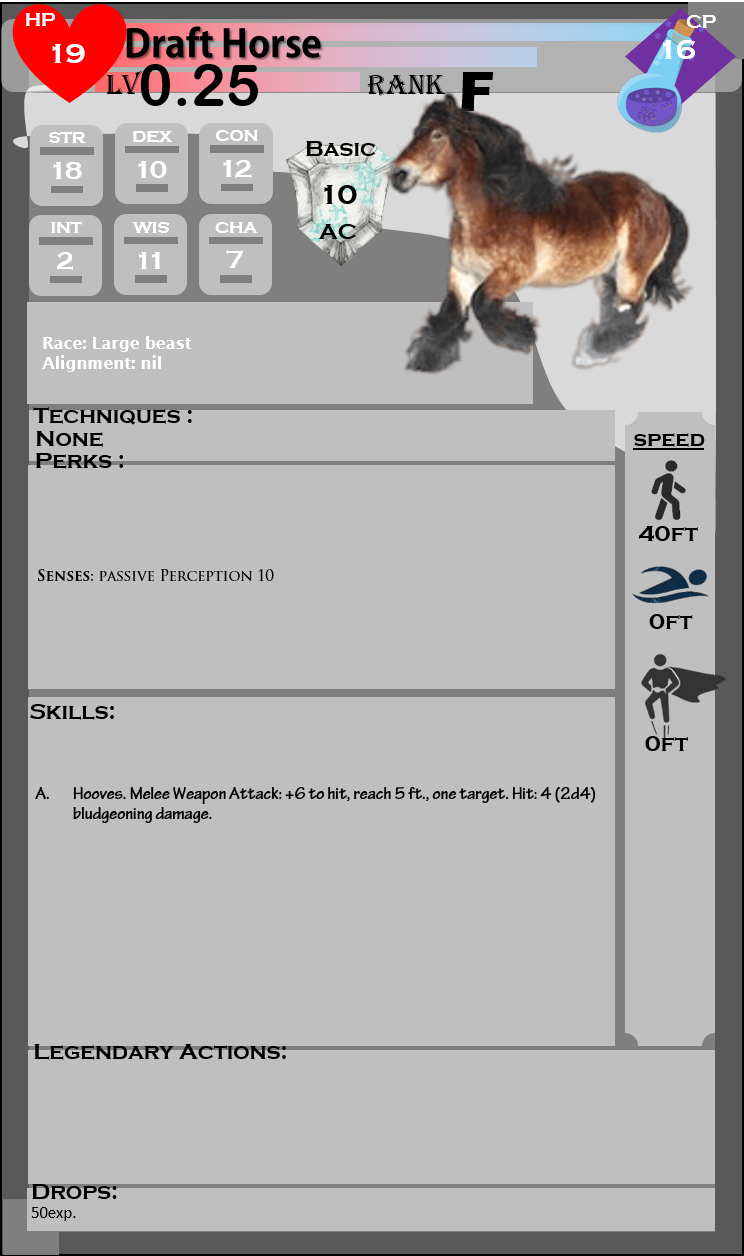 HP
19
Draft Horse
CP
16
LV 0.25
RANK F
STR
18
DEX
10
CON
12
INT
2
WIS
11
CHA
7
BASIC
10
AC
Race: Large beast
Alignment: nil
TECHNIQUES :
NONE
PERKS :
SENSES: PASSIVE PERCEPTION 10
SPEED
40FT
0FT
0FT
SKILLS:
A. Hooves. Melee Weapon Attack: +6 to hit, reach 5 ft., one target. Hit: 4 (2d4)
bludgeoning damage.
LEGENDARY ACTIONS:
DROPS:
50exp.